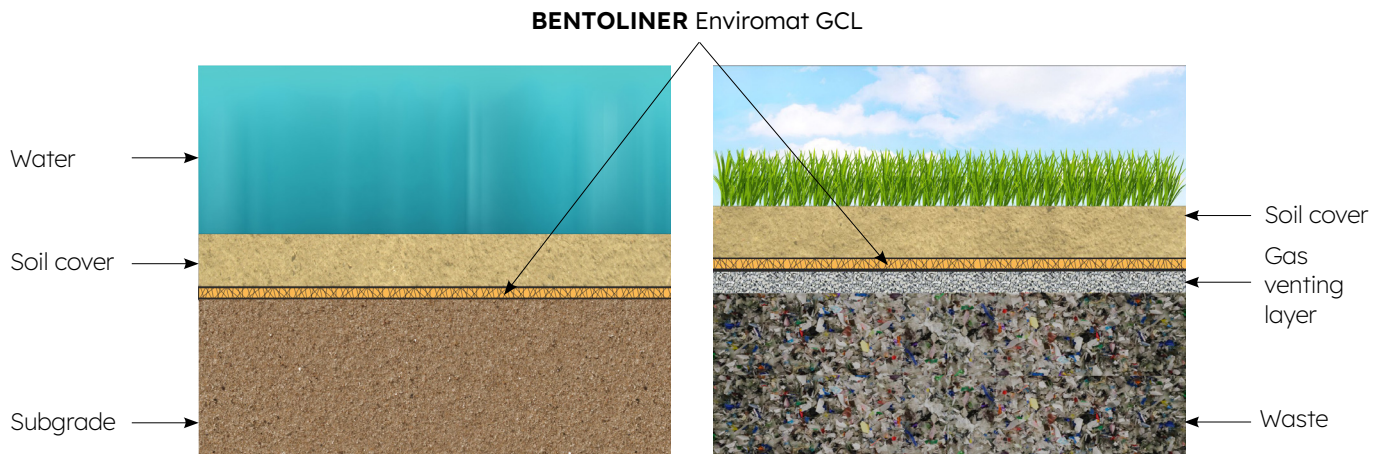 BENTOLINER Enviromat GCL
Water
Soil cover
Subgrade
Soil cover
Gas
venting
layer
Waste